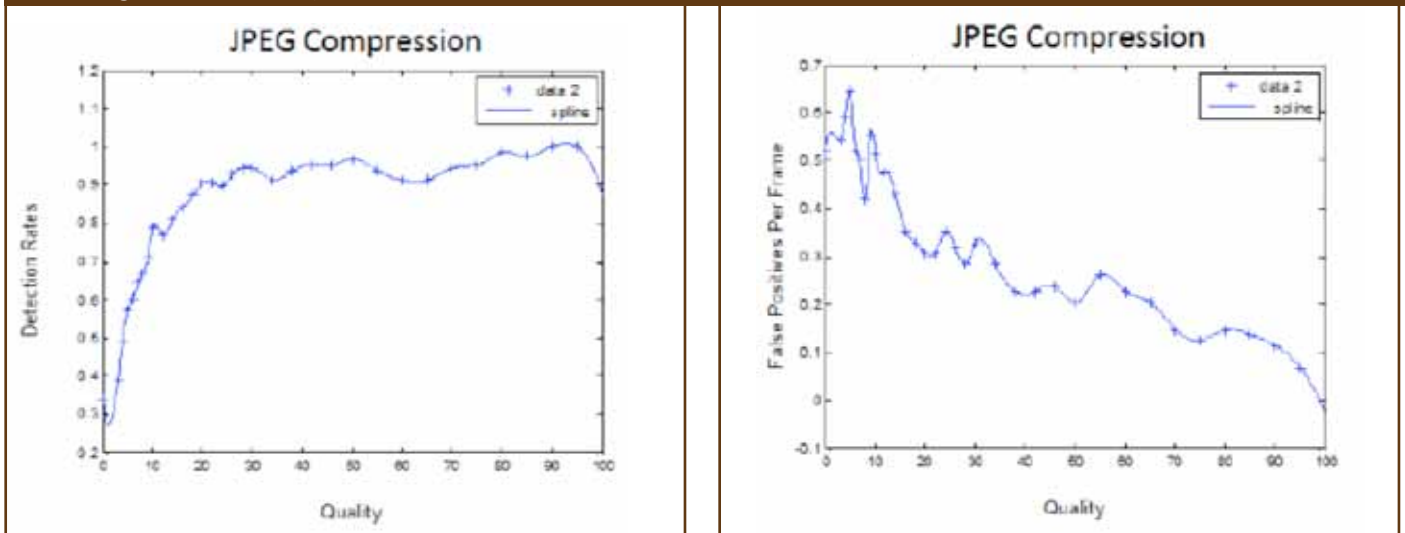 JPEG Compression
1.2
1.1
1
0.9
0.8
0.7
0.6
0.5
0.4
0.3
0.2
0 10 20 30 40 50 60 70 80 90 100
Detection Rates
Quality
data 2
spline
JPEG Compression
0.7
0.6
0.5
0.4
0.3
0.2
0.1
0
-0.1
0 10 20 30 40 50 60 70 80 90 100
False Positives Per Frame
Quality
data 2
spline